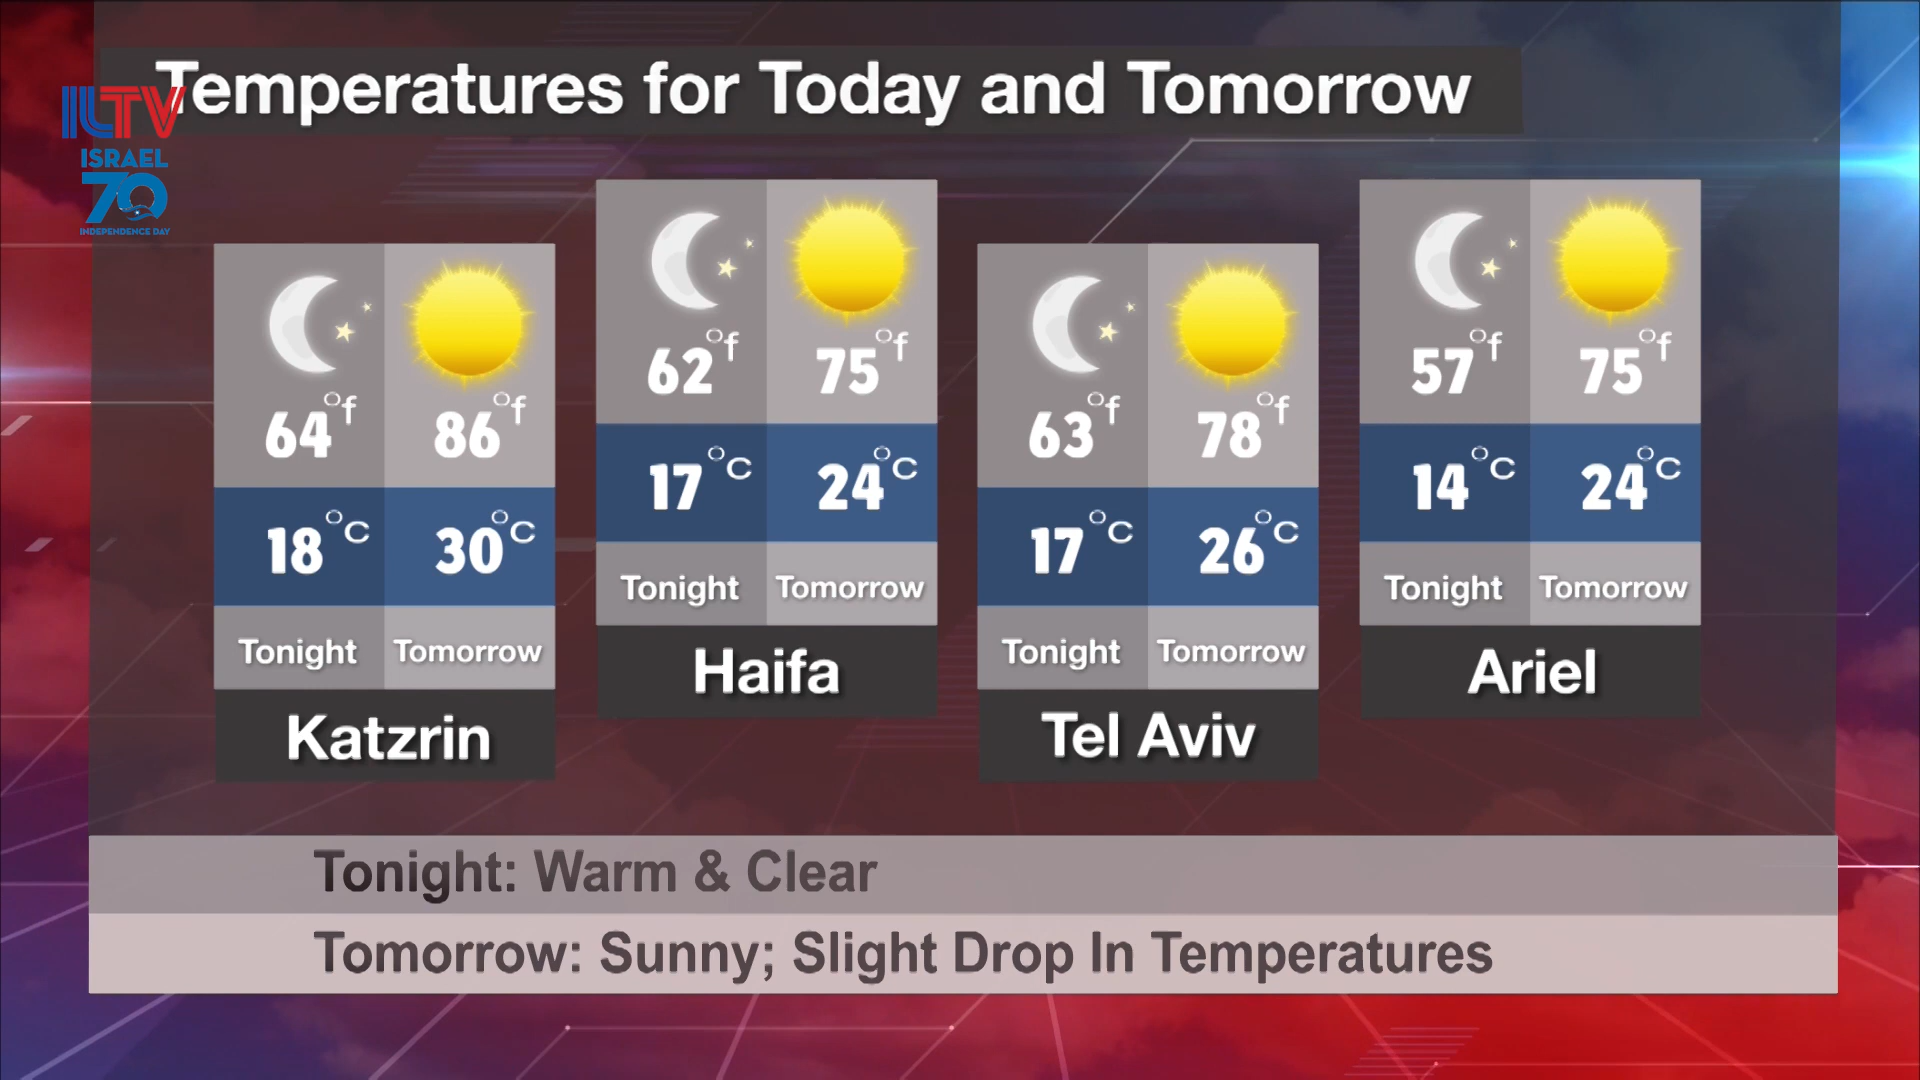 Temperatures for Today and Tomorrow
ILTV
ISRAEL
70
INDEPENDENCE DAY
64°f 86°f
18°C 30°C
Tonight Tomorrow
Katzrin
62°f 75°f
17°C 24°C
Tonight Tomorrow
Haifa
63°f 78°f
17°C 26°C
Tonight Tomorrow
Tel Aviv
57°f 75°f
14°C 24°C
Tonight Tomorrow
Ariel
Tonight: Warm & Clear
Tomorrow: Sunny; Slight Drop In Temperatures